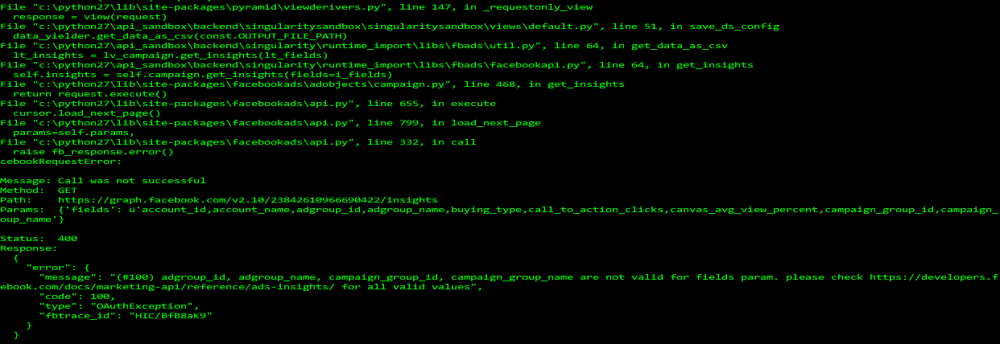 File "c:\python27\lib\site-packages\pyramid\viewderivers.py", line 147, in _requestonly_view
  response = view(request)
File "c:\python27\api_sandbox\backend\singularitysandbox\singularitysandbox\views\default.py", line 51, in save_ds_config
  data_yielder.get_data_as_csv(const.OUTPUT_FILE_PATH)
File "c:\python27\api_sandbox\backend\singularity\runtime_import\libs\fbads\util.py", line 64, in get_data_as_csv
  lt_insights = lv_campaign.get_insights(lt_fields)
File "c:\python27\api_sandbox\backend\singularity\runtime_import\libs\fbads\facebookapi.py", line 64, in get_insights
  self.insights = self.campaign.get_insights(fields=i_fields)
File "c:\python27\lib\site-packages\facebookads\adobjects\campaign.py", line 468, in get_insights
  return request.execute()
File "c:\python27\lib\site-packages\facebookads\api.py", line 655, in execute
  cursor.load_next_page()
File "c:\python27\lib\site-packages\facebookads\api.py", line 799, in load_next_page
  params=self.params,
File "c:\python27\lib\site-packages\facebookads\api.py", line 332, in call
  raise fb_response.error()
cebookRequestError:

Message: Call was not successful
Method:  GET
Path:    https://graph.facebook.com/v2.10/23842610966690422/insights
Params:  {'fields': u'account_id,account_name,adgroup_id,adgroup_name,buying_type,call_to_action_clicks,canvas_avg_view_percent,campaign_group_id,campaign_
oup_name'}

Status:  400
Response:
  {
    "error": {
      "message": "(#100) adgroup_id, adgroup_name, campaign_group_id, campaign_group_name are not valid for fields param. please check https://developers.f
ebook.com/docs/marketing-api/reference/ads-insights/ for all valid values",
      "code": 100,
      "type": "OAuthException",
      "fbtrace_id": "HIC/BfB8aK9"
    }
  }